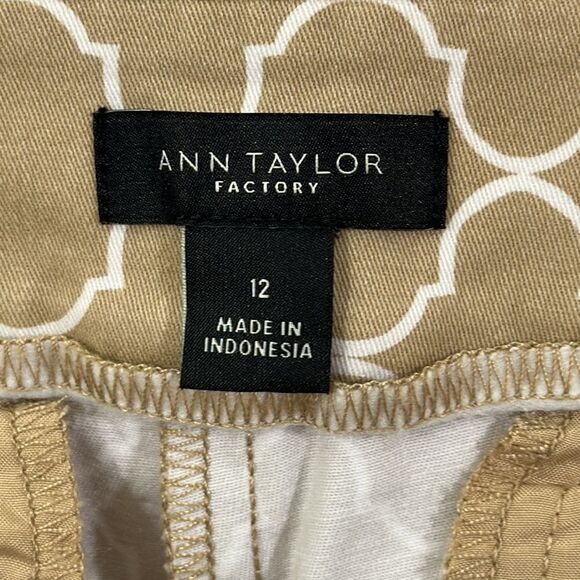 ANN TAYLOR
FACTORY
12
MADE IN
INDONESIA